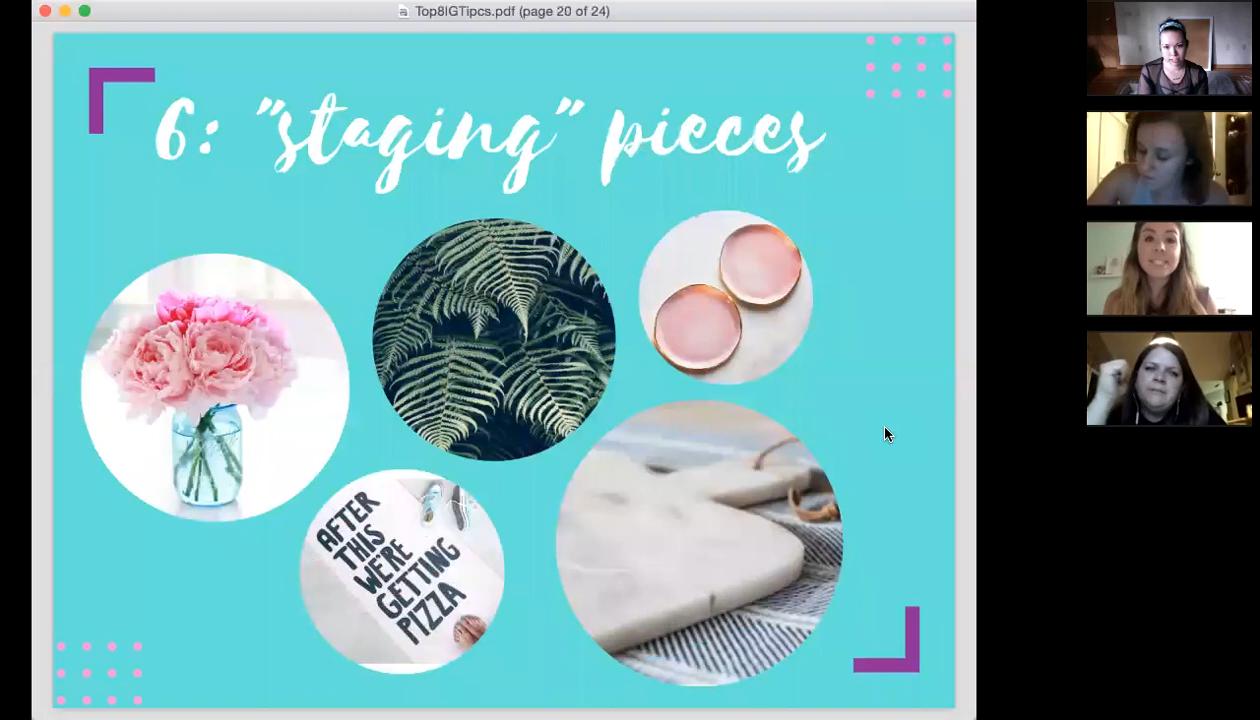 Top8IGTipcs.pdf (page 20 of 24)
6: "staging" pieces
AFTER
THIS
WE'RE
GETTING
PIZZA